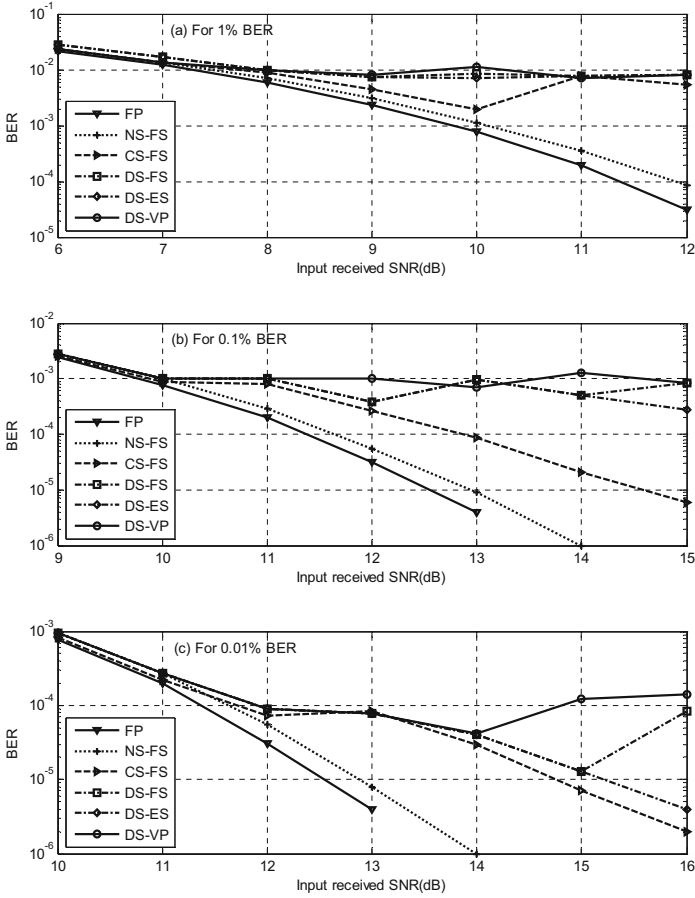 (a) For 1% BER
10^-1
10^-2
10^-3
10^-4
10^-5
BER
FP
NS-FS
CS-FS
DS-FS
DS-ES
DS-VP
6 7 8 9 10 11 12
Input received SNR(dB)
(b) For 0.1% BER
10^-2
10^-3
10^-4
10^-5
10^-6
BER
FP
NS-FS
CS-FS
DS-FS
DS-ES
DS-VP
9 10 11 12 13 14 15
Input received SNR(dB)
(c) For 0.01% BER
10^-3
10^-4
10^-5
10^-6
BER
FP
NS-FS
CS-FS
DS-FS
DS-ES
DS-VP
10 11 12 13 14 15 16
Input received SNR(dB)